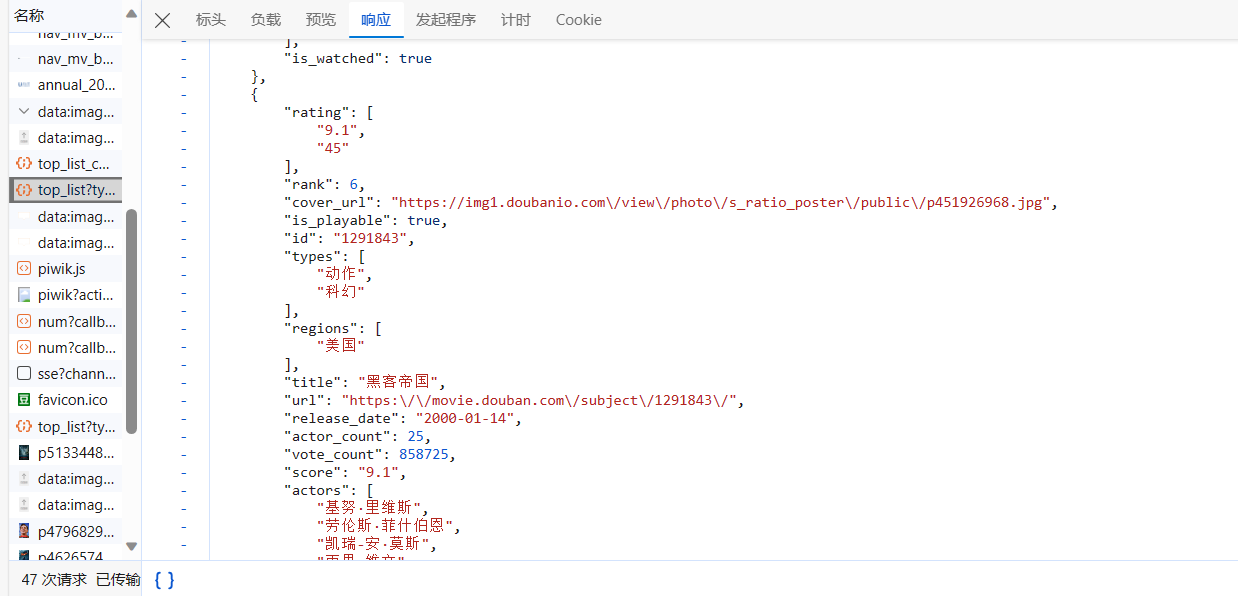 名称
标头 负载 预览 响应 发起程序 计时 Cookie
nav_mv_b...
nav_mv_b...
annual_20...
data:imag...
data:imag...
top_list_c...
top_list?ty...
data:imag...
data:imag...
piwik.js
piwik?acti...
num?callb...
num?callb...
sse?chann...
favicon.ico
top_list?ty...
p5133448...
data:imag...
data:imag...
p4796829...
p4626574
47 次请求 已传输
],
"is_watched": true
},
{
"rating": [
"9.1",
"45"
],
"rank": 6,
"cover_url": "https://img1.doubanio.com\/view\/photo\/s_ratio_poster\/public\/p451926968.jpg",
"is_playable": true,
"id": "1291843",
"types": [
"动作",
"科幻"
],
"regions": [
"美国"
],
"title": "黑客帝国",
"url": "https:\/\/movie.douban.com\/subject\/1291843\/",
"release_date": "2000-01-14",
"actor_count": 25,
"vote_count": 858725,
"score": "9.1",
"actors": [
"基努·里维斯",
"劳伦斯·菲什伯恩",
"凯瑞-安·莫斯",
{ }